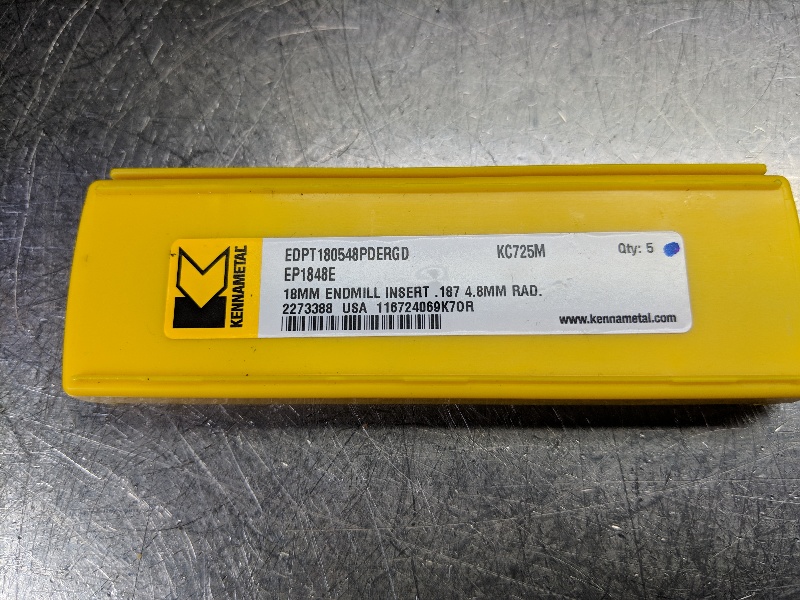 KENNAMETAL
EDPT180548PDERGD KC725M Qty: 5
EP1848E
18MM ENDMILL INSERT .187 4.8MM RAD.
2273388 USA 116724069K7OR
www.kennametal.com